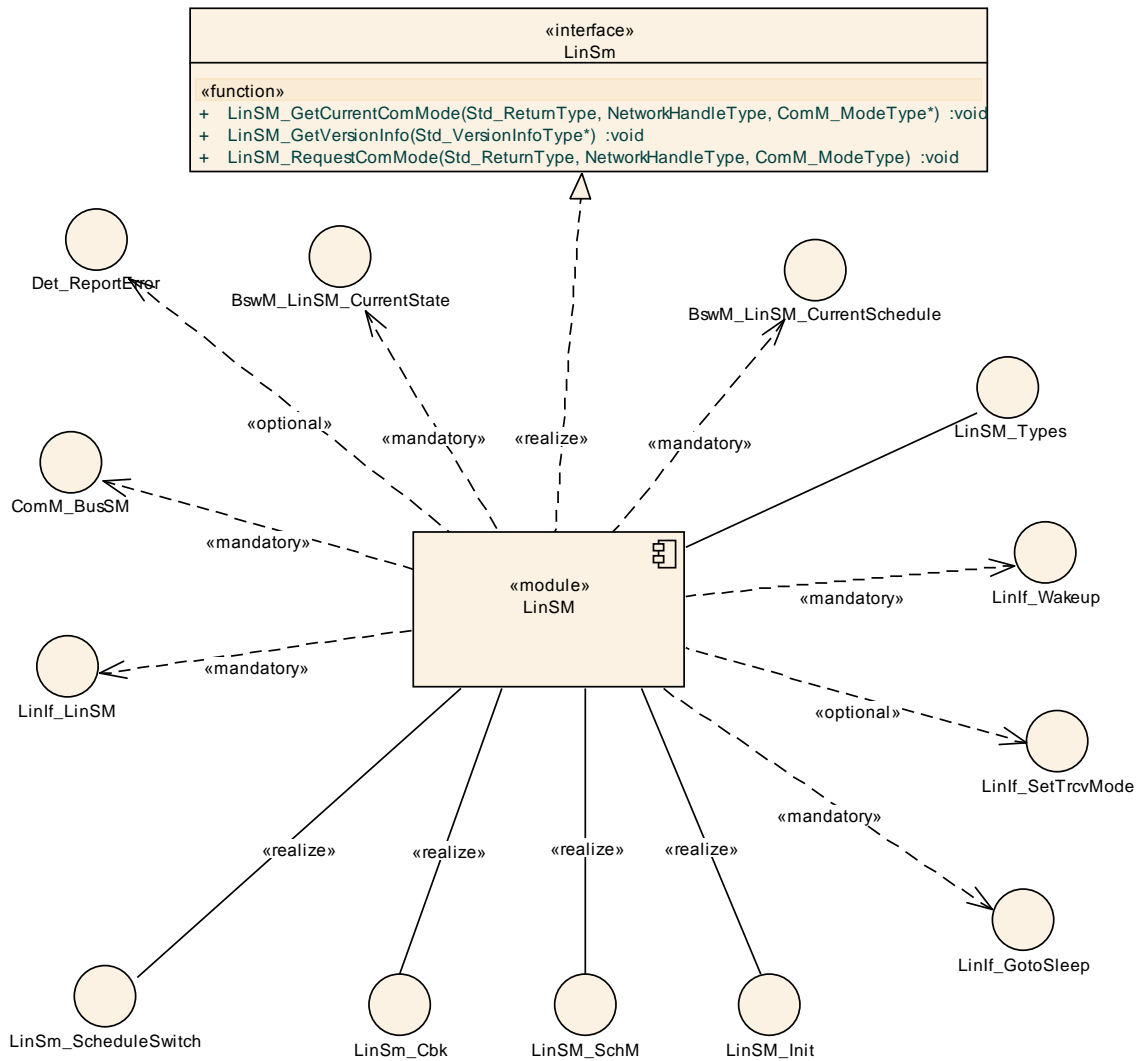 «interface»
LinSm
«function»
+ LinSM_GetCurrentComMode(Std_ReturnType, NetworkHandleType, ComM_ModeType*) :void
+ LinSM_GetVersionInfo(Std_VersionInfoType*) :void
+ LinSM_RequestComMode(Std_ReturnType, NetworkHandleType, ComM_ModeType) :void
Det_ReportError
BswM_LinSM_CurrentState
BswM_LinSM_CurrentSchedule
«optional»
«mandatory»
«realize»
«mandatory»
LinSM_Types
ComM_BusSM
«mandatory»
«module»
LinSM
LinIf_Wakeup
«mandatory»
LinIf_LinSM
«mandatory»
«optional»
LinIf_SetTrcvMode
«mandatory»
«realize»
«realize»
«realize»
«realize»
LinIf_GotoSleep
LinSm_ScheduleSwitch
LinSm_Cbk
LinSM_SchM
LinSM_Init